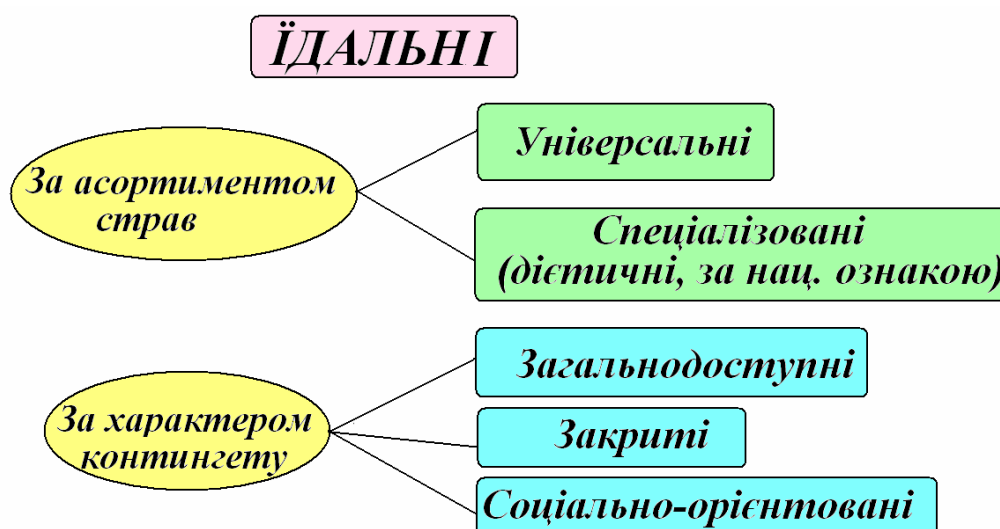 ЇДАЛЬНІ
За асортиментом
страв
Універсальні
Спеціалізовані
(дієтичні, за нац. ознакою)
За характером
контингету
Загальнодоступні
Закриті
Соціально-орієнтовані